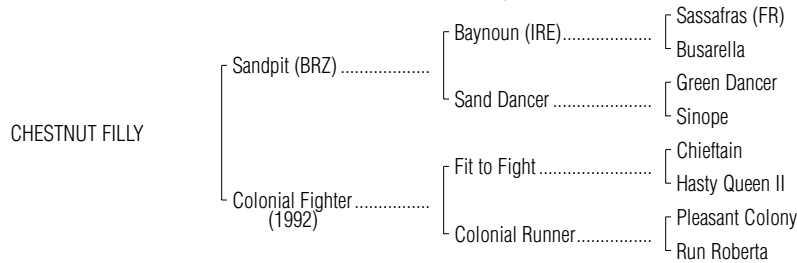 Sassafras (FR)
Baynoun (IRE)....................
Busarella
Sandpit (BRZ) ....................
Green Dancer
Sand Dancer ......................
Sinope
CHESTNUT FILLY
Chieftain
Fit to Fight .........................
Hasty Queen II
Colonial Fighter.................
(1992)
Pleasant Colony
Colonial Runner.................
Run Roberta